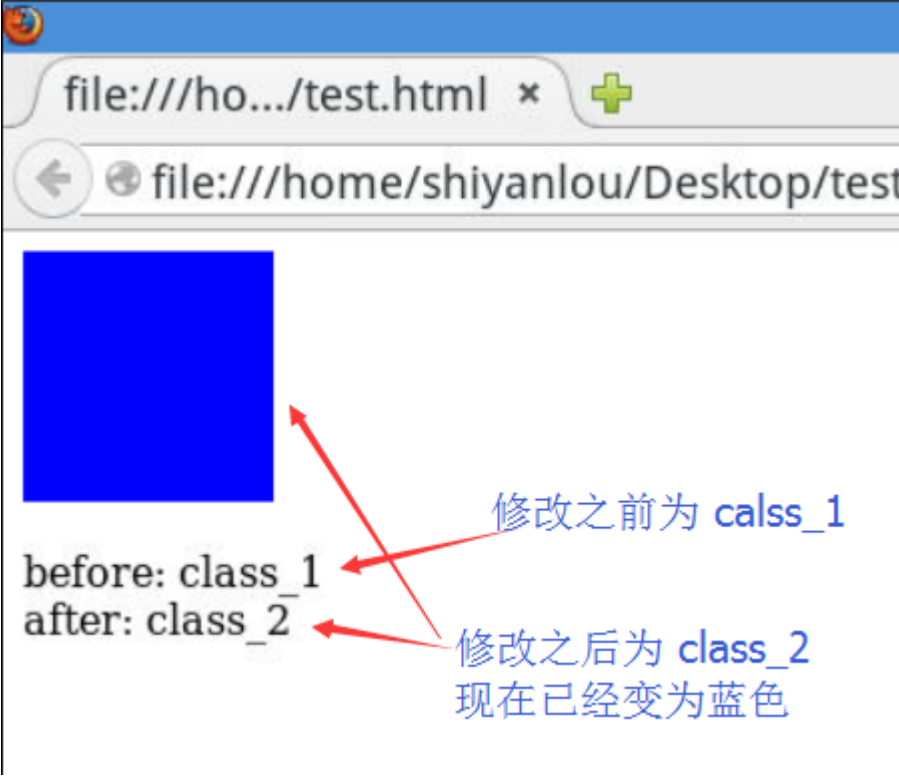 file:///ho.../test.html
file:///home/shiyanlou/Desktop/test
修改之前为 calss_1
before: class_1
after: class_2
修改之后为 class_2
现在已经变为蓝色